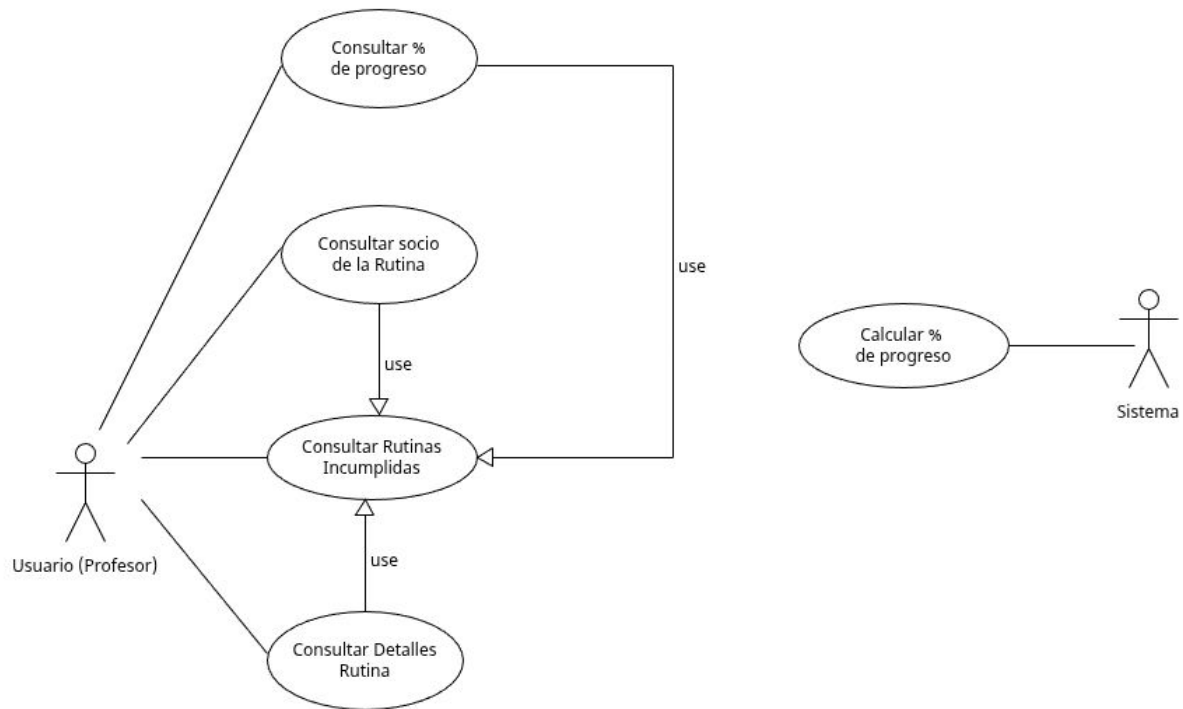 Consultar %
de progreso
Consultar socio
de la Rutina
use
use
Calcular %
de progreso
Sistema
Consultar Rutinas
Incumplidas
use
Usuario (Profesor)
Consultar Detalles
Rutina